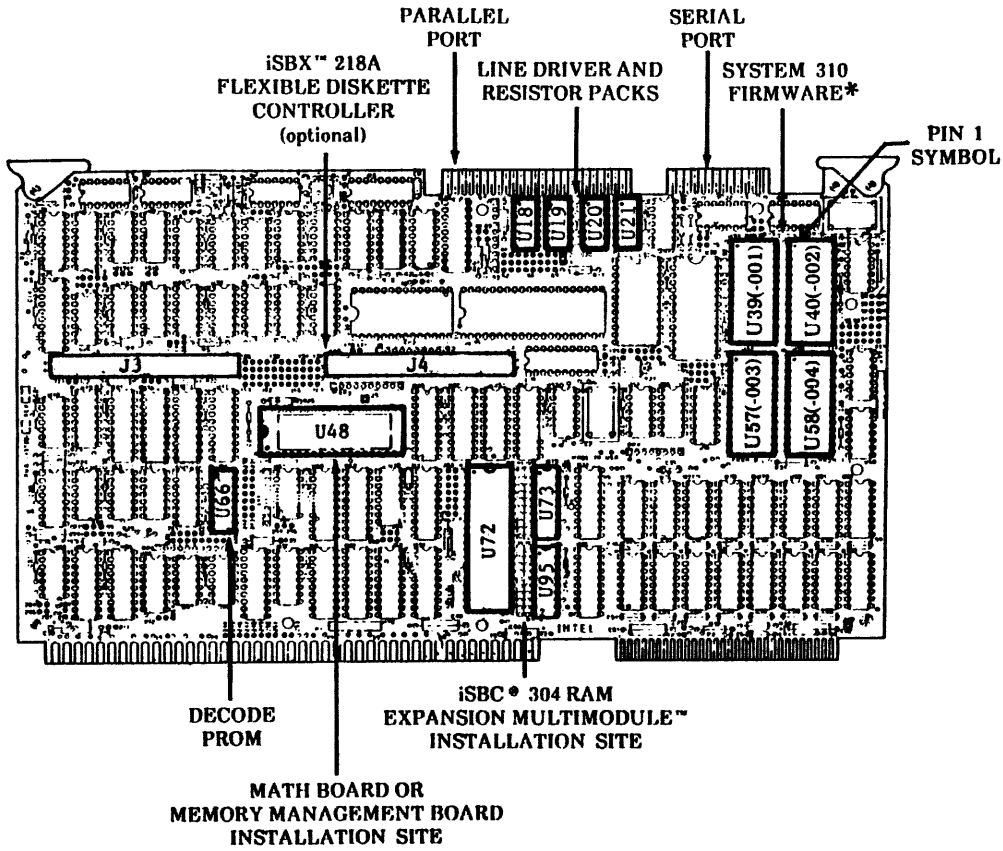 PARALLEL
PORT
SERIAL
PORT
iSBX™ 218A
FLEXIBLE DISKETTE
CONTROLLER
(optional)
LINE DRIVER AND
RESISTOR PACKS
SYSTEM 310
FIRMWARE*
PIN 1
SYMBOL
U18
U19
U20
U21
U39(-001)
U40(-002)
J3
J4
U57(-003)
U58(-004)
U48
U66
U72
U73
U95
INTEL
DECODE
PROM
iSBC® 304 RAM
EXPANSION MULTIMODULE™
INSTALLATION SITE
MATH BOARD OR
MEMORY MANAGEMENT BOARD
INSTALLATION SITE